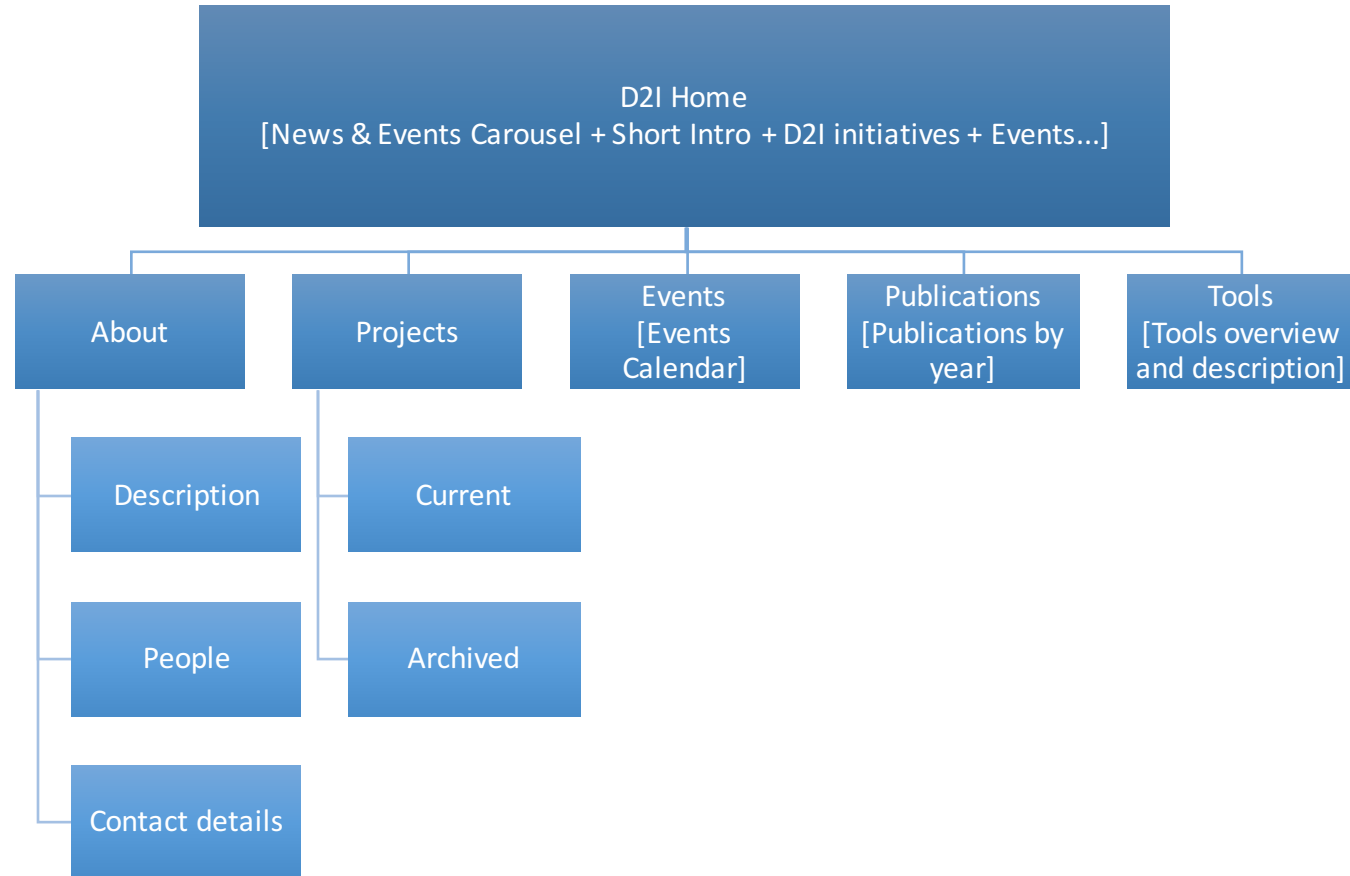 D2I Home
[News & Events Carousel + Short Intro + D2I initiatives + Events...]
About
Projects
Events
[Events
Calendar]
Publications
[Publications by
year]
Tools
[Tools overview
and description]
Description
Current
People
Archived
Contact details